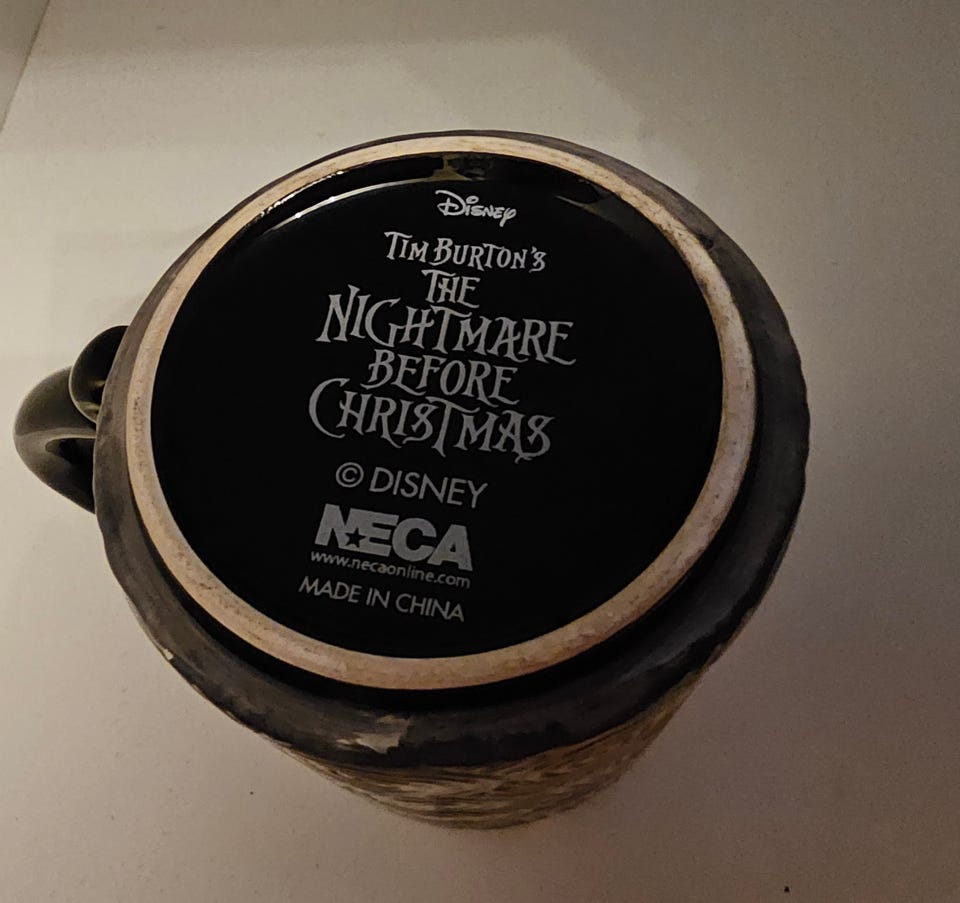 Disney
TIM BURTON'S
THE
NIGHTMARE
BEFORE
CHRISTMAS
© DISNEY
NECA
www.necaonline.com
MADE IN CHINA